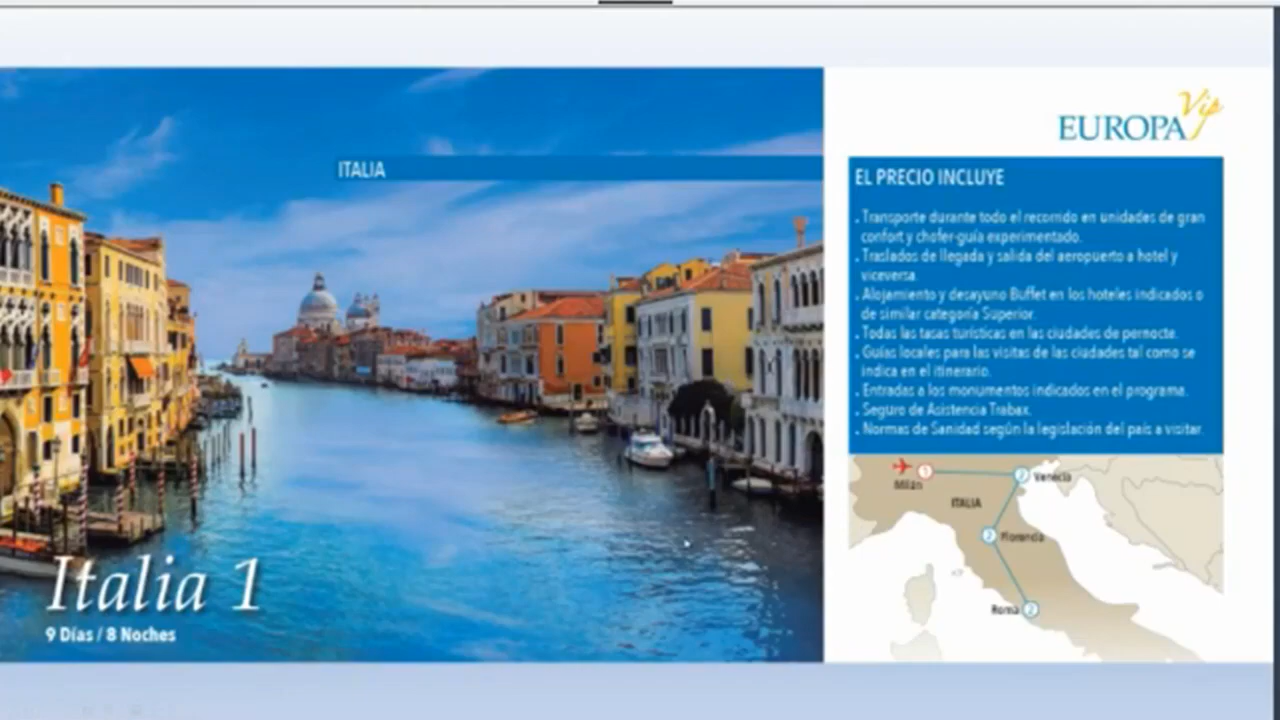 ITALIA
Italia 1
9 Días / 8 Noches
EUROPA Vip
EL PRECIO INCLUYE
. Transporte durante todo el recorrido en unidades de gran
confort y chofer-guía experimentado.
. Traslados de llegada y salida del aeropuerto a hotel y
viceversa.
. Alojamiento y desayuno Buffet en los hoteles indicados o
de similar categoría Superior.
. Todas las tasas turísticas en las ciudades de pernocte.
. Guías locales para las visitas de las ciudades tal como se
indica en el itinerario.
. Entradas a los monumentos indicados en el programa.
. Seguro de Asistencia Trabax.
. Normas de Sanidad según la legislación del país a visitar.
1
Milán
2
Venecia
ITALIA
2
Florencia
Roma
2